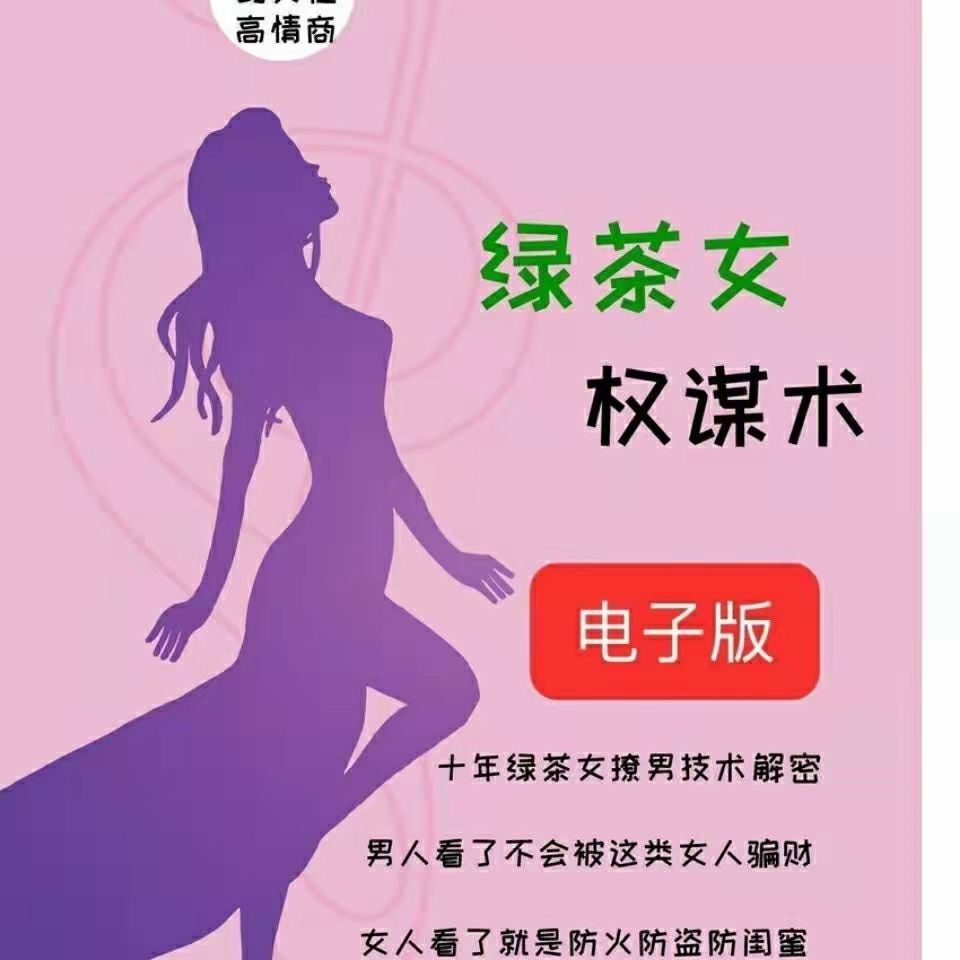 高情商
绿茶女
权谋术
电子版
十年绿茶女撩男技术解密
男人看了不会被这类女人骗财
女人看了就是防火防盗防闺蜜